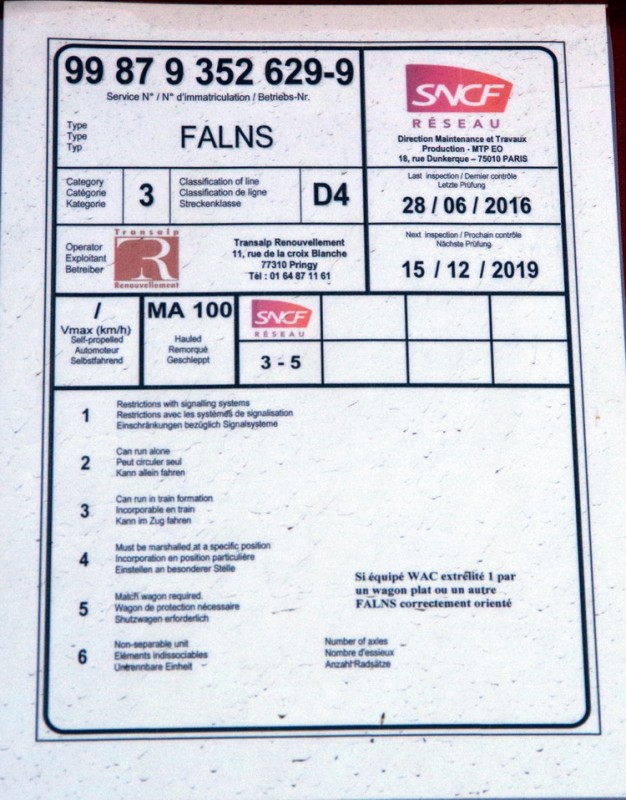 99 87 9 352 629-9
Service N° / N° d'immatriculation / Betriebs-Nr.
Type
Type
Typ
FALNS
SNCF
RÉSEAU
Direction Maintenance et Travaux
Production - MTP EO
18, rue Dunkerque – 75010 PARIS
Category
Catégorie
Kategorie
3
Classification of line
Classification de ligne
Streckenklasse
D4
Last inspection / Dernier contrôle
Letzte Prüfung
28 / 06 / 2016
Operator
Exploitant
Betreiber
Transalp
R
Renouvellement
Transalp Renouvellement
11, rue de la croix Blanche
77310 Pringy
Tél : 01 64 87 11 61
Next inspection / Prochain contrôle
Nächste Prüfung
15 / 12 / 2019
/
Vmax (km/h)
Self-propelled
Automoteur
Selbstfahrend
MA 100
Hauled
Remorqué
Geschleppt
SNCF
RÉSEAU
3 - 5
1
Restrictions with signalling systems
Restrictions avec les systèmes de signalisation
Einschränkungen bezüglich Signalsysteme
2
Can run alone
Peut circuler seul
Kann allein fahren
3
Can run in train formation
Incorporable en train
Kann im Zug fahren
4
Must be marshalled at a specific position
Incorporation en position particulière
Einstellen an besonderer Stelle
5
Match wagon required.
Wagon de protection nécessaire
Shutzwagen erforderlich
Si équipé WAC extrélité 1 par
un wagon plat ou un autre
FALNS correctement orienté
6
Non-separable unit
Eléments indissociables
Untrennbare Einheit
Number of axles
Nombre d'essieux
Anzahl Radsätze